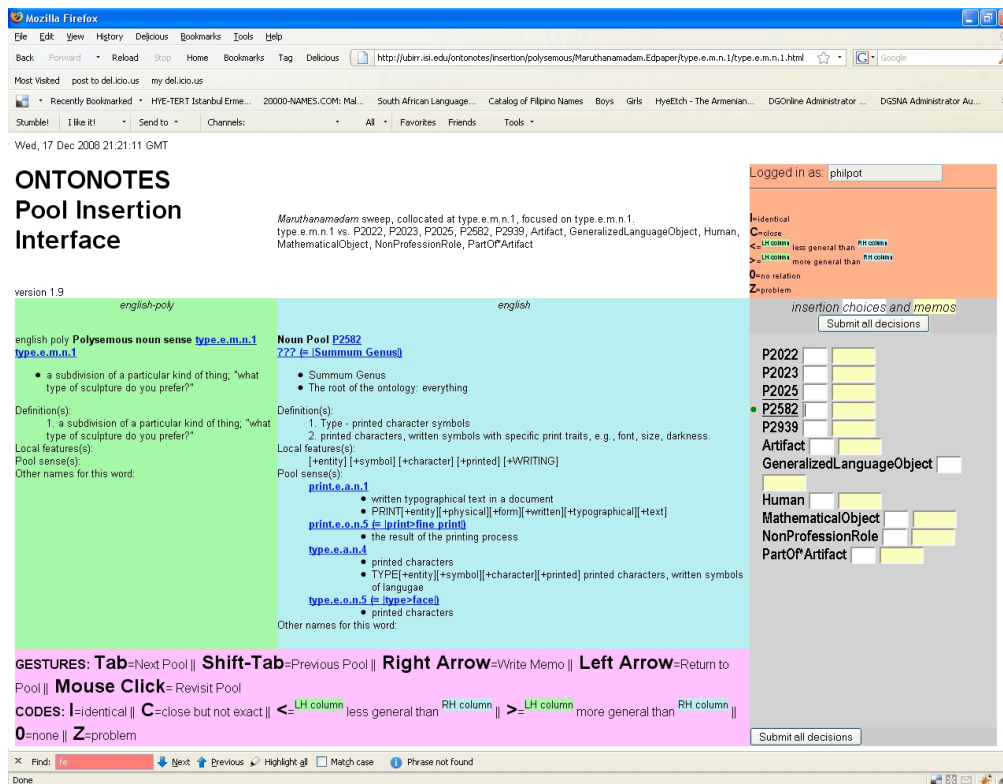 Mozilla Firefox
File Edit View History Delicious Bookmarks Tools Help
Back Forward Reload Stop Home Bookmarks Tag Delicious http://ubirr.isi.edu/ontonotes/insertion/polysemous/Maruthanamadam.Edpaper/type.e.m.n.1/type.e.m.n.1.html G Google
Most Visited post to del.icio.us my del.icio.us
Recently Bookmarked HYE-TERT Istanbul Erme... 20000-NAMES.COM: Mal... South African Language... Catalog of Filipino Names Boys Girls HyeEtch - The Armenian... DGOnline Administrator ... DGSNA Administrator Au...
Stumble! I like it! Send to Channels: All Favorites Friends Tools
Wed, 17 Dec 2008 21:21:11 GMT
ONTONOTES
Pool Insertion
Interface
version 1.9
Maruthanamadam sweep, collocated at type.e.m.n.1, focused on type.e.m.n.1.
type.e.m.n.1 vs. P2022, P2023, P2025, P2582, P2939, Artifact, GeneralizedLanguageObject, Human,
MathematicalObject, NonProfessionRole, PartOf*Artifact
Logged in as: philpot
I=identical
C=close
<=LH column less general than RH column
>=LH column more general than RH column
0=no relation
Z=problem
english-poly
english poly Polysemous noun sense type.e.m.n.1
type.e.m.n.1
• a subdivision of a particular kind of thing; "what
type of sculpture do you prefer?"
Definition(s):
1. a subdivision of a particular kind of thing; "what
type of sculpture do you prefer?"
Local features(s):
Pool sense(s):
Other names for this word:
english
Noun Pool P2582
??? (= |Summum Genus|)
• Summum Genus
• The root of the ontology: everything
Definition(s):
1. Type - printed character symbols
2. printed characters, written symbols with specific print traits, e.g., font, size, darkness.
Local features(s):
[+entity] [+symbol] [+character] [+printed] [+WRITING]
Pool sense(s):
print.e.a.n.1
• written typographical text in a document
• PRINT[+entity][+physical][+form][+written][+typographical][+text]
print.e.o.n.5 (= |print>fine print|)
• the result of the printing process
type.e.a.n.4
• printed characters
• TYPE[+entity][+symbol][+character][+printed] printed characters, written symbols
of langugae
type.e.o.n.5 (= |type>face|)
• printed characters
Other names for this word:
insertion choices and memos
Submit all decisions
P2022
P2023
P2025
P2582
P2939
Artifact
GeneralizedLanguageObject
Human
MathematicalObject
NonProfessionRole
PartOf*Artifact
Submit all decisions
GESTURES: Tab=Next Pool || Shift-Tab=Previous Pool || Right Arrow=Write Memo || Left Arrow=Return to
Pool || Mouse Click= Revisit Pool
CODES: I=identical || C=close but not exact || <=LH column less general than RH column || >=LH column more general than RH column ||
0=none || Z=problem
Find: fe Next Previous Highlight all Match case Phrase not found
Done